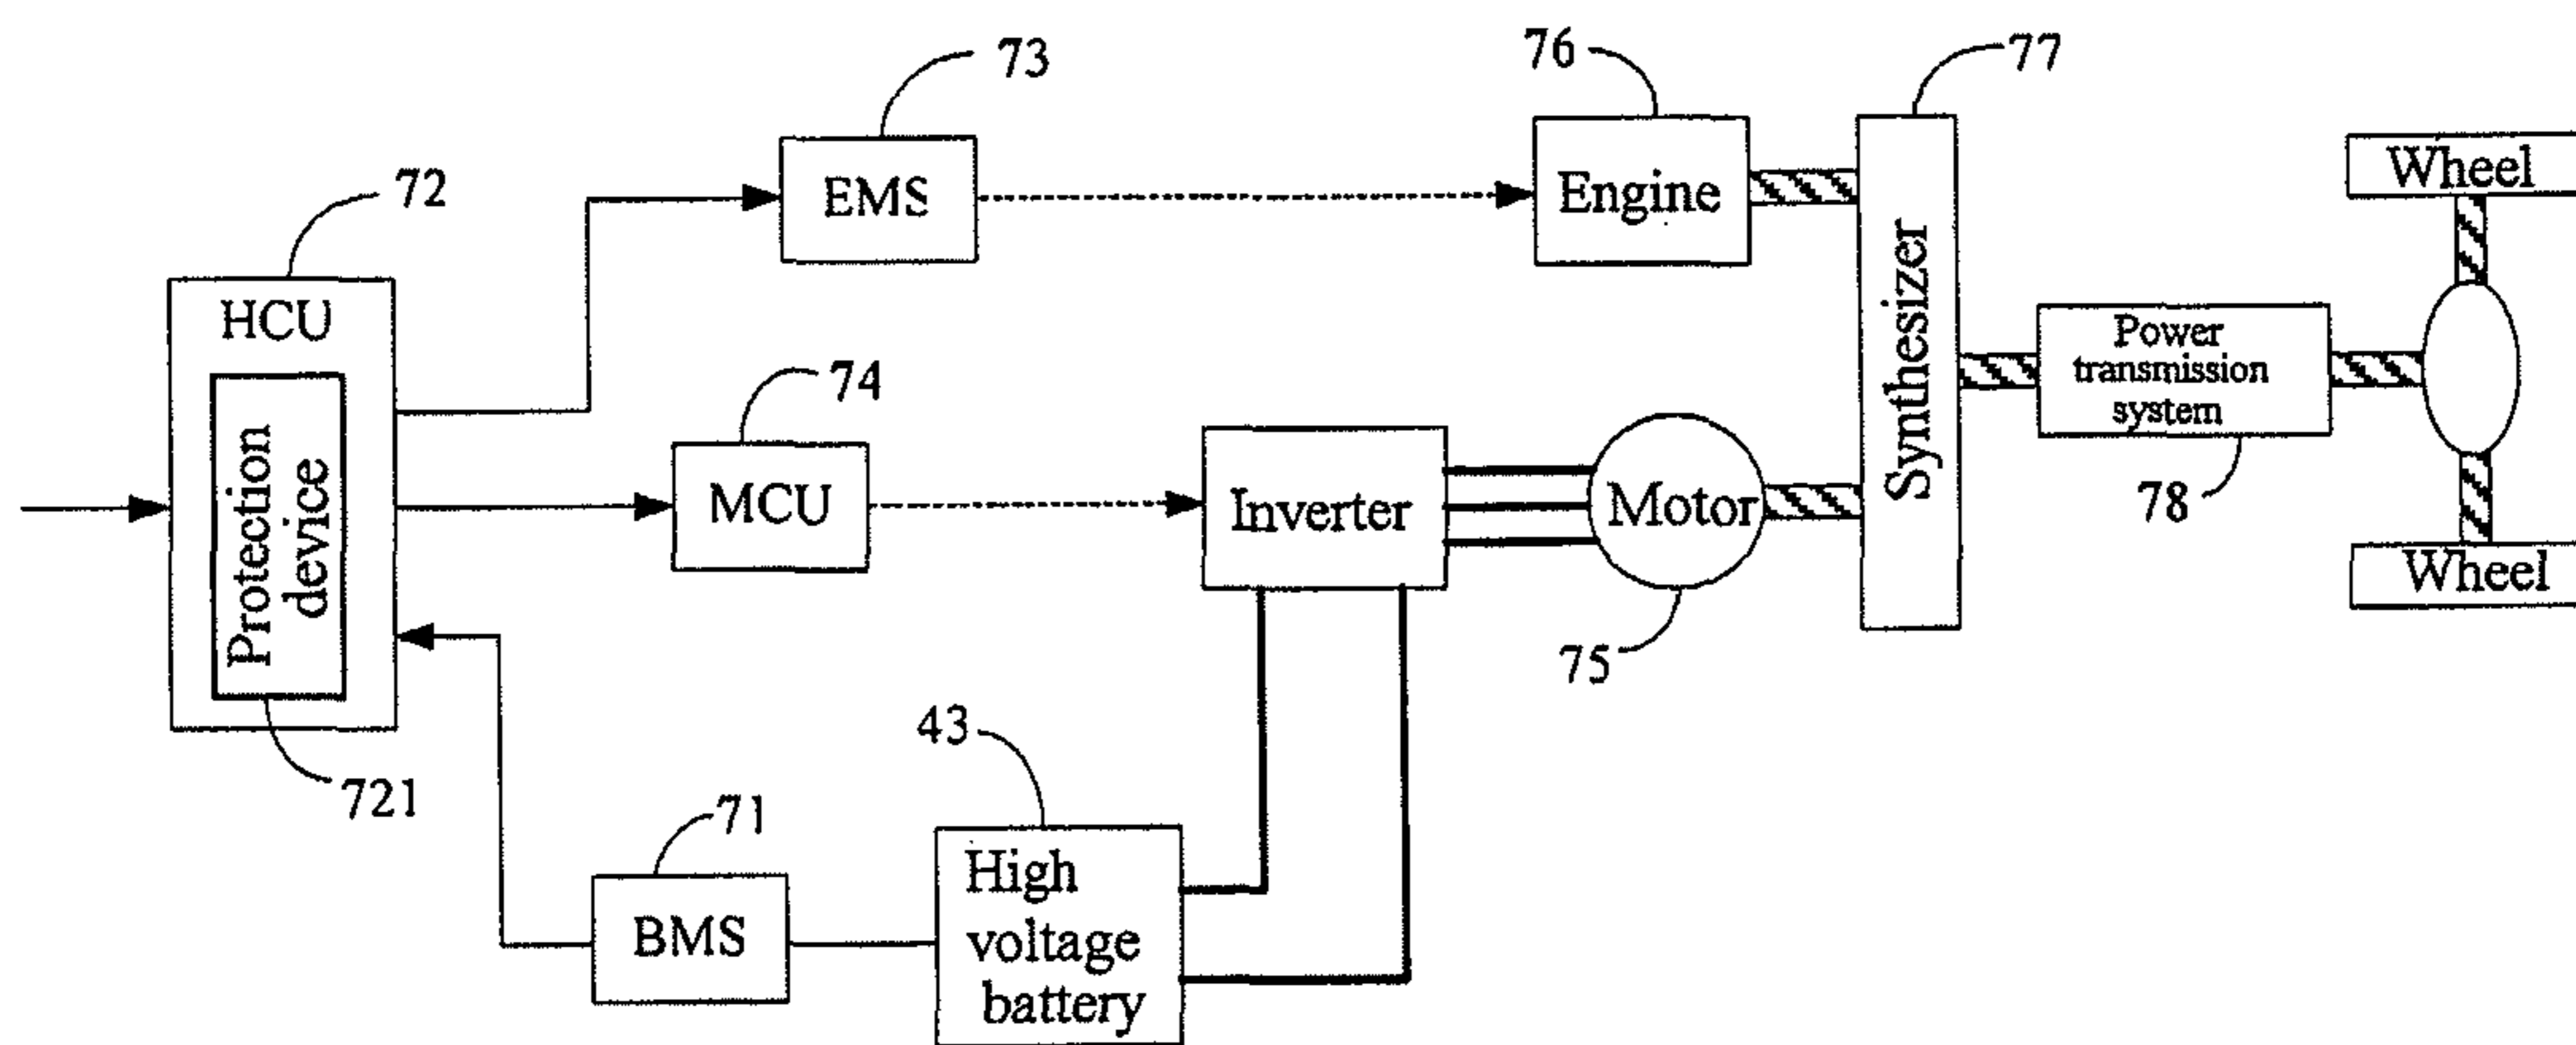 73
76
77
72
EMS
Engine
Wheel
HCU
Protection
device
74
MCU
Inverter
Motor
Synthesizer
Power
transmission
system
78
Wheel
75
721
43
71
BMS
High
voltage
battery